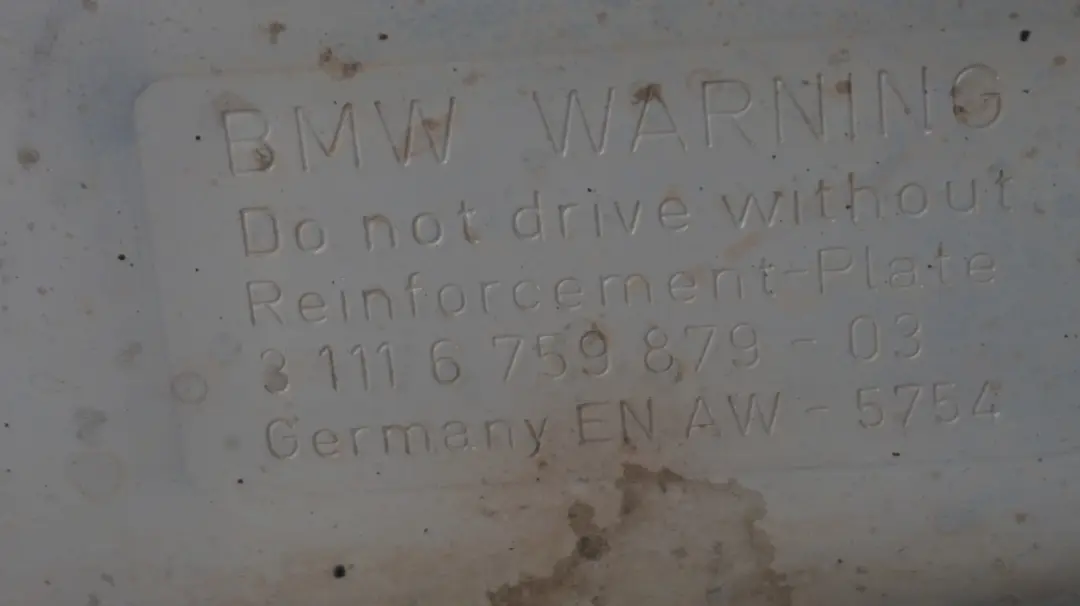 BMW WARNING
Do not drive without
Reinforcement-Plate
3 111 6 759 879 - 03
Germany EN AW - 5754